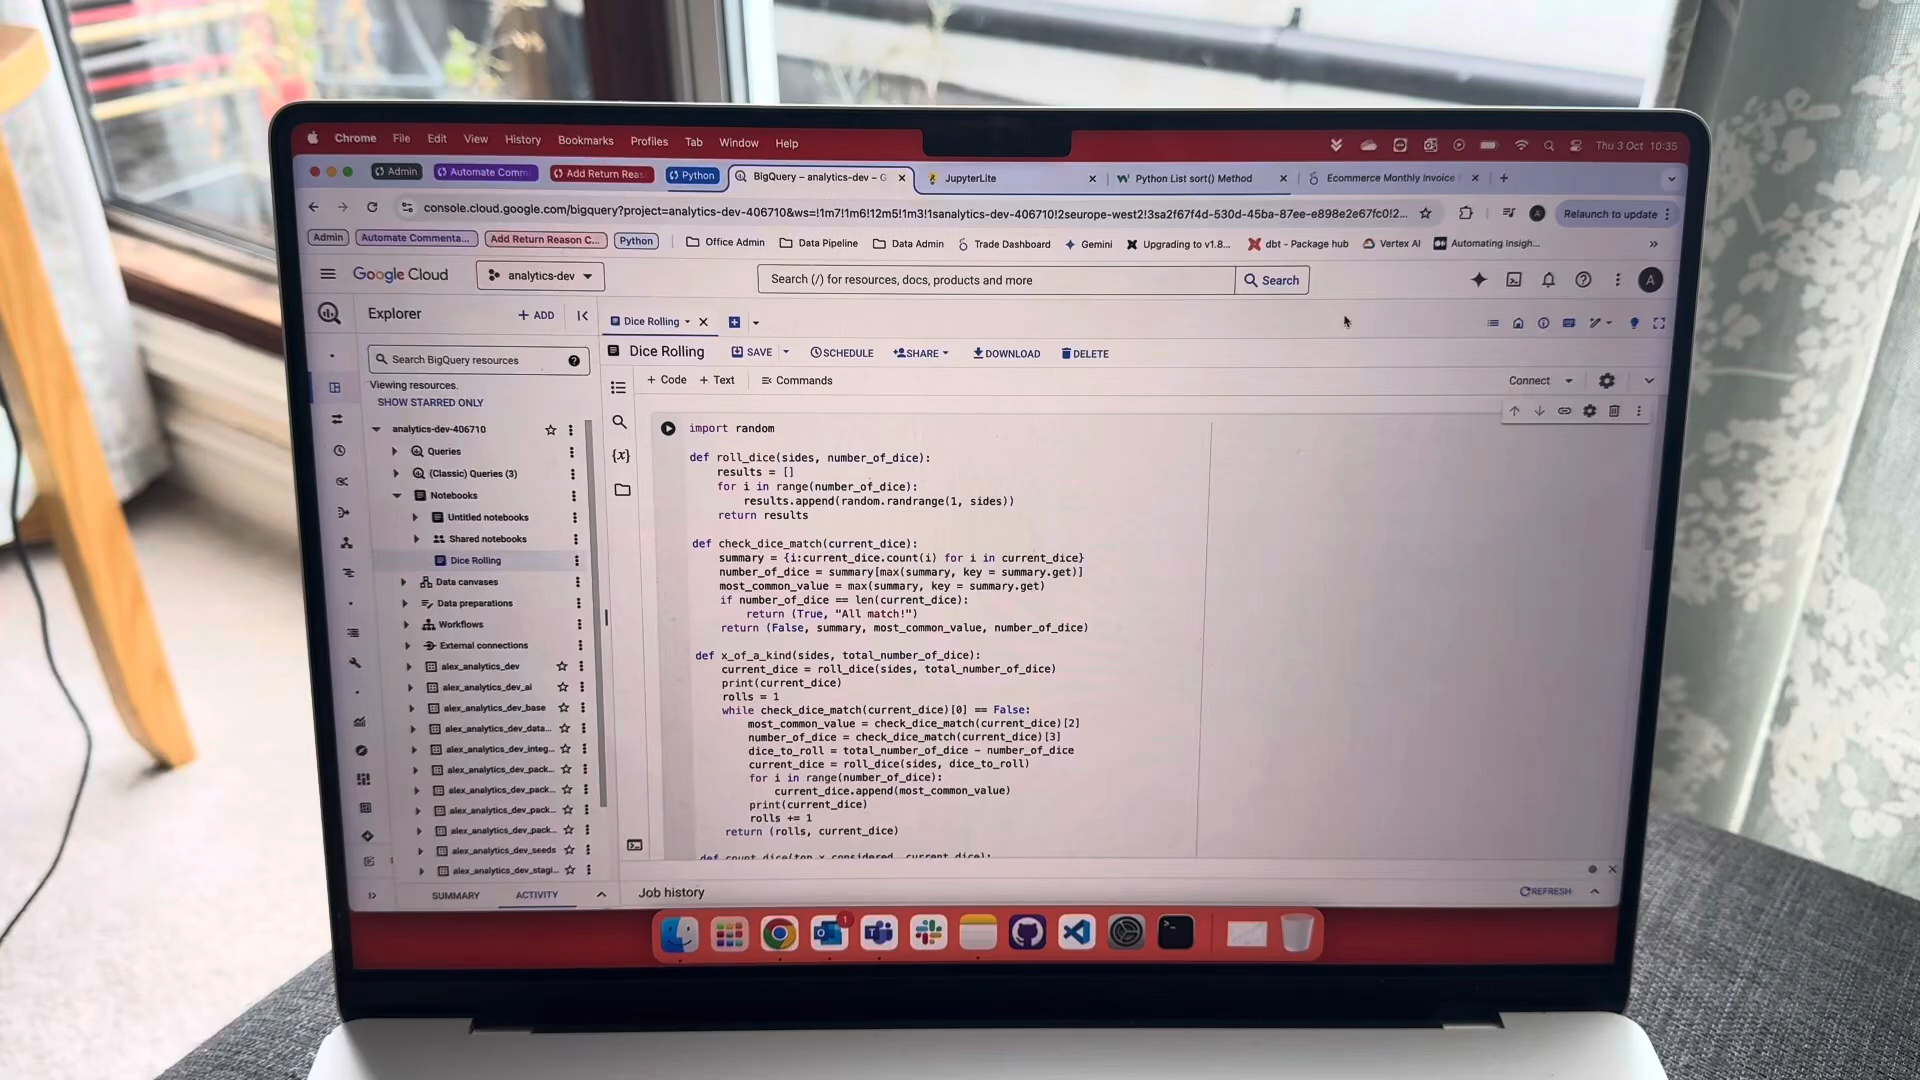 Chrome File Edit View History Bookmarks Profiles Tab Window Help Thu 3 Oct 10:35
Admin Automate Comm Add Return Reas Python BigQuery – analytics-dev – G JupyterLite Python List sort() Method Ecommerce Monthly Invoice
console.cloud.google.com/bigquery?project=analytics-dev-406710&ws=!1m7!1m6!12m5!1m3!1sanalytics-dev-406710!2seurope-west2!3sa2f67f4d-530d-45ba-87ee-e898e2e67fc0!2... A Relaunch to update
Admin Automate Commenta... Add Return Reason C... Python Office Admin Data Pipeline Data Admin Trade Dashboard Gemini Upgrading to v1.8... dbt - Package hub Vertex AI Automating Insigh... »
Google Cloud analytics-dev Search (/) for resources, docs, products and more Search A
Explorer + ADD
Dice Rolling
Dice Rolling SAVE SCHEDULE SHARE DOWNLOAD DELETE
Search BigQuery resources
+ Code + Text Commands Connect
Viewing resources.
SHOW STARRED ONLY
analytics-dev-406710
Queries
(Classic) Queries (3)
Notebooks
Untitled notebooks
Shared notebooks
Dice Rolling
Data canvases
Data preparations
Workflows
External connections
alex_analytics_dev
alex_analytics_dev_ai
alex_analytics_dev_base
alex_analytics_dev_data...
alex_analytics_dev_integ...
alex_analytics_dev_pack...
alex_analytics_dev_pack...
alex_analytics_dev_pack...
alex_analytics_dev_pack...
alex_analytics_dev_seeds
alex_analytics_dev_stagi...
SUMMARY ACTIVITY
{x}
import random
def roll_dice(sides, number_of_dice):
results = []
for i in range(number_of_dice):
results.append(random.randrange(1, sides))
return results
def check_dice_match(current_dice):
summary = {i:current_dice.count(i) for i in current_dice}
number_of_dice = summary[max(summary, key = summary.get)]
most_common_value = max(summary, key = summary.get)
if number_of_dice == len(current_dice):
return (True, "All match!")
return (False, summary, most_common_value, number_of_dice)
def x_of_a_kind(sides, total_number_of_dice):
current_dice = roll_dice(sides, total_number_of_dice)
print(current_dice)
rolls = 1
while check_dice_match(current_dice)[0] == False:
most_common_value = check_dice_match(current_dice)[2]
number_of_dice = check_dice_match(current_dice)[3]
dice_to_roll = total_number_of_dice - number_of_dice
current_dice = roll_dice(sides, dice_to_roll)
for i in range(number_of_dice):
current_dice.append(most_common_value)
print(current_dice)
rolls += 1
return (rolls, current_dice)
def count_dice(top_x_considered, current_dice):
Job history REFRESH
1